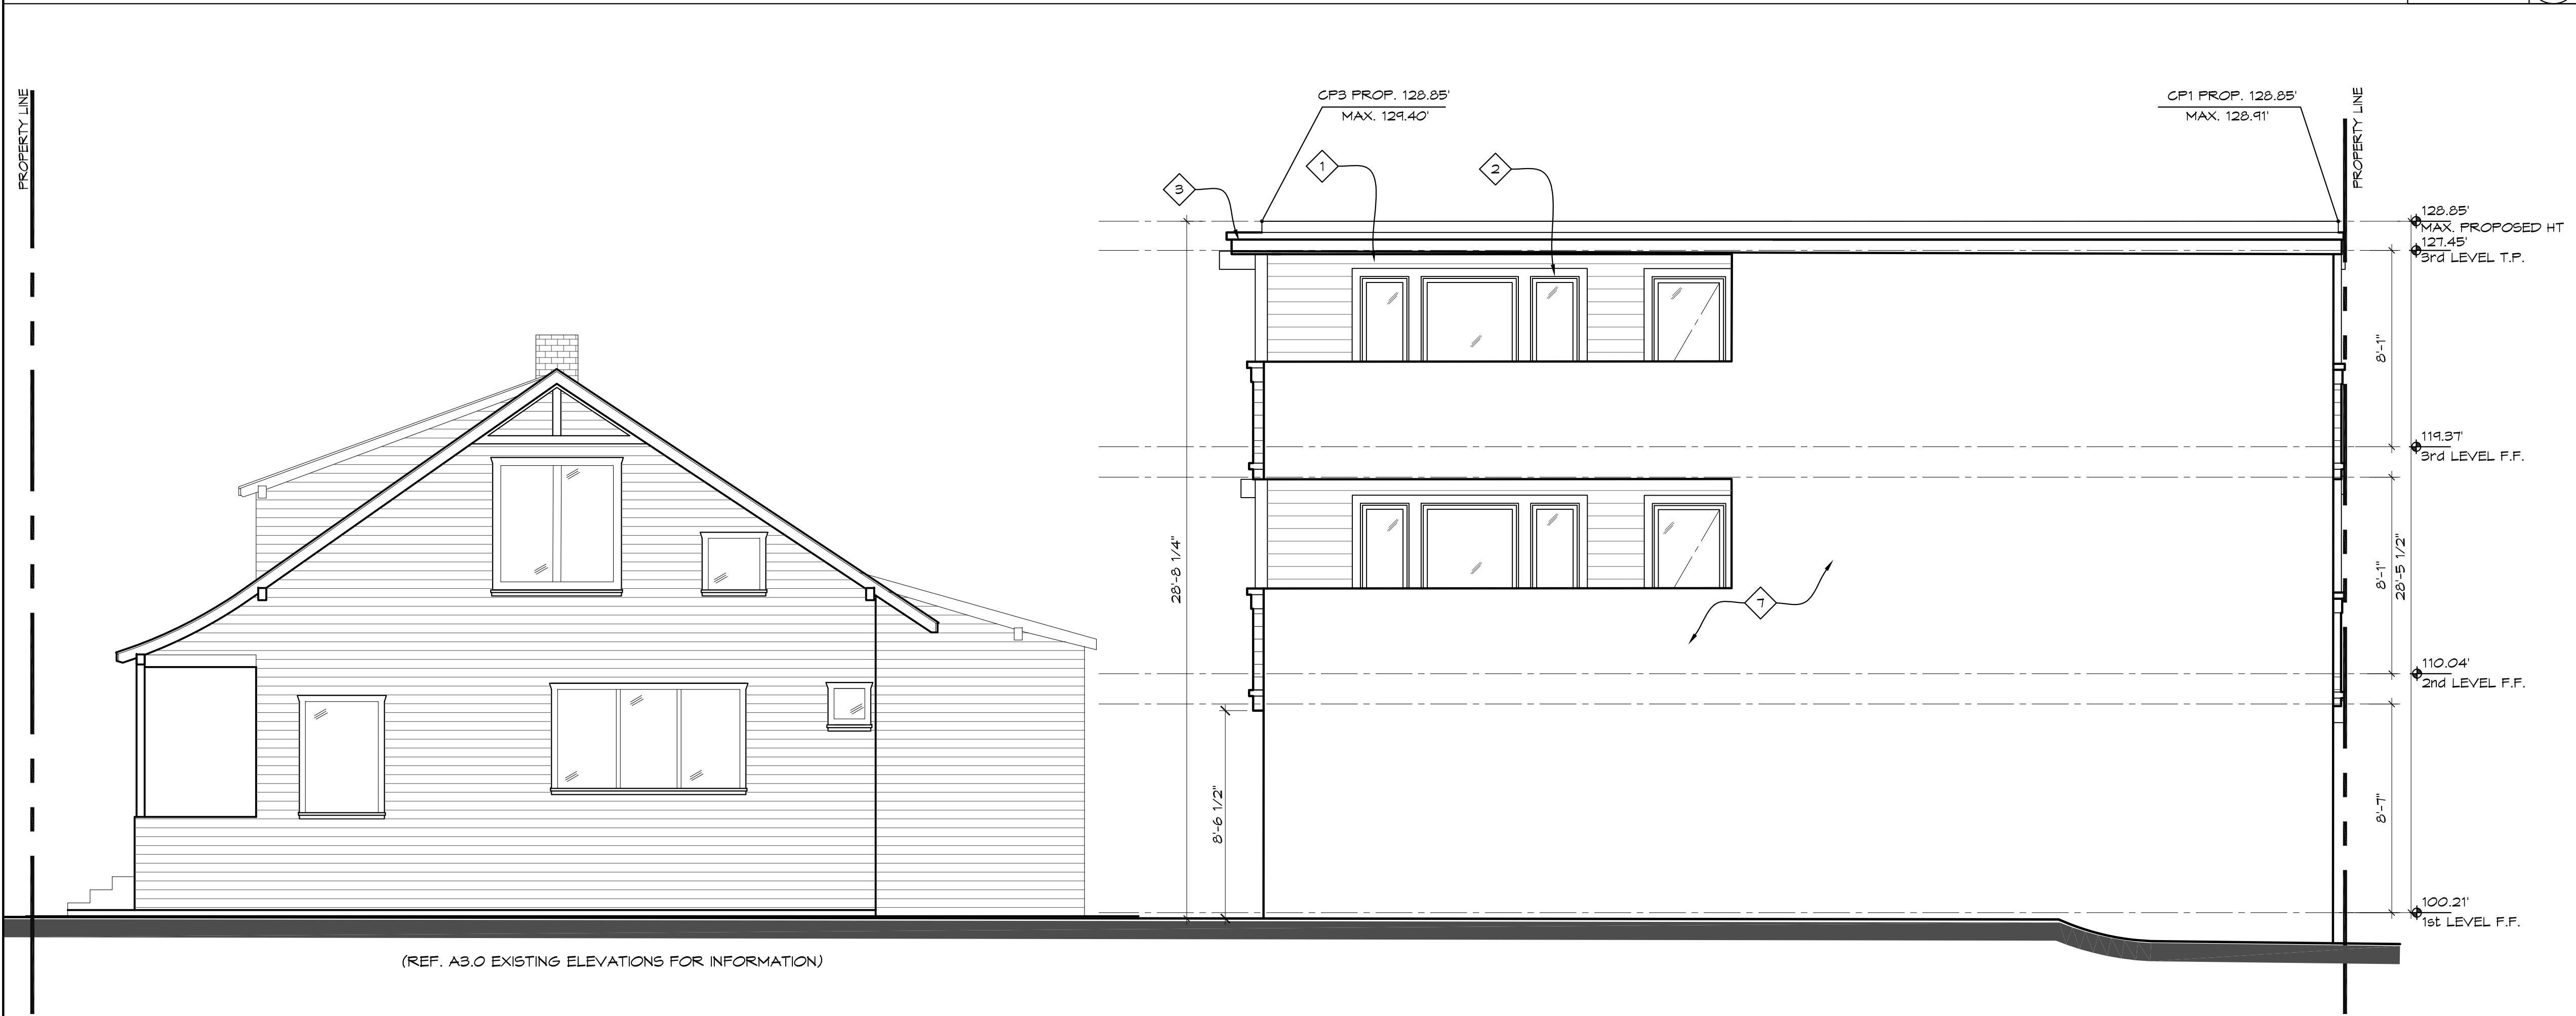 PROPERTY LINE
CP3 PROP. 128.85'
MAX. 129.40'
CP1 PROP. 128.85'
MAX. 128.91'
PROPERTY LINE
1
2
3
128.85'
MAX. PROPOSED HT
127.45'
3rd LEVEL T.P.
8'-1"
119.37'
3rd LEVEL F.F.
28'-8 1/4"
8'-1"
28'-5 1/2"
7
110.04'
2nd LEVEL F.F.
8'-6 1/2"
8'-7"
100.21'
1st LEVEL F.F.
(REF. A3.0 EXISTING ELEVATIONS FOR INFORMATION)